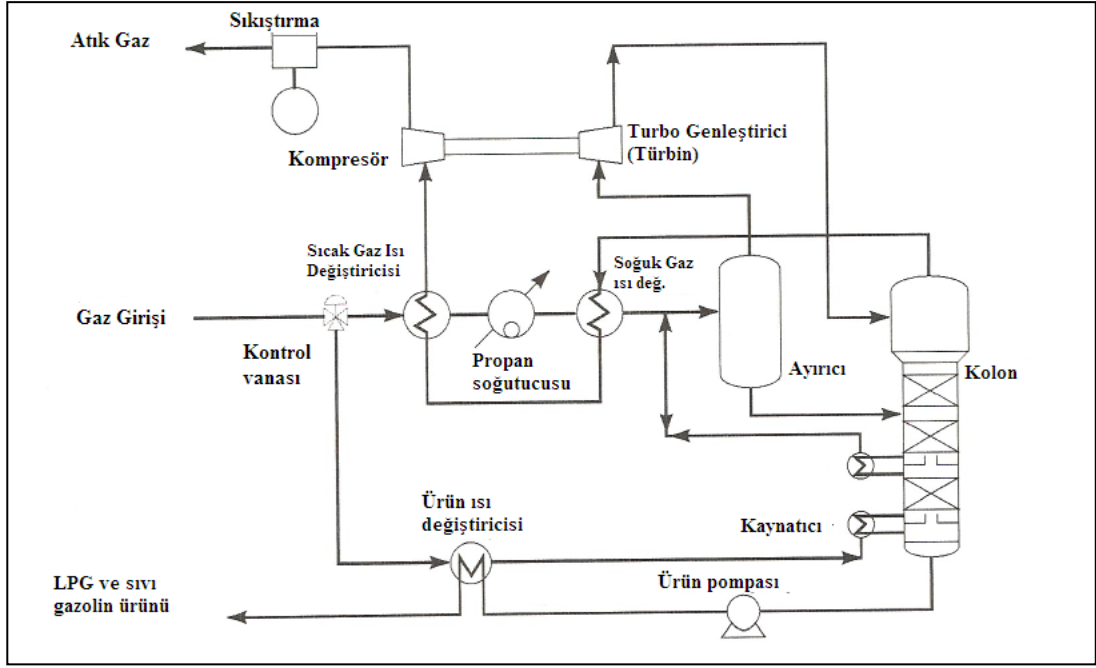 Sıkıştırma
Atık Gaz
Kompresör
Turbo Genleştirici
(Türbin)
Sıcak Gaz Isı
Değiştiricisi
Soğuk Gaz
ısı değ.
Gaz Girişi
Kontrol
vanası
Propan
soğutucusu
Ayırıcı
Kolon
Ürün ısı
değiştiricisi
Kaynatıcı
LPG ve sıvı
gazolin ürünü
Ürün pompası